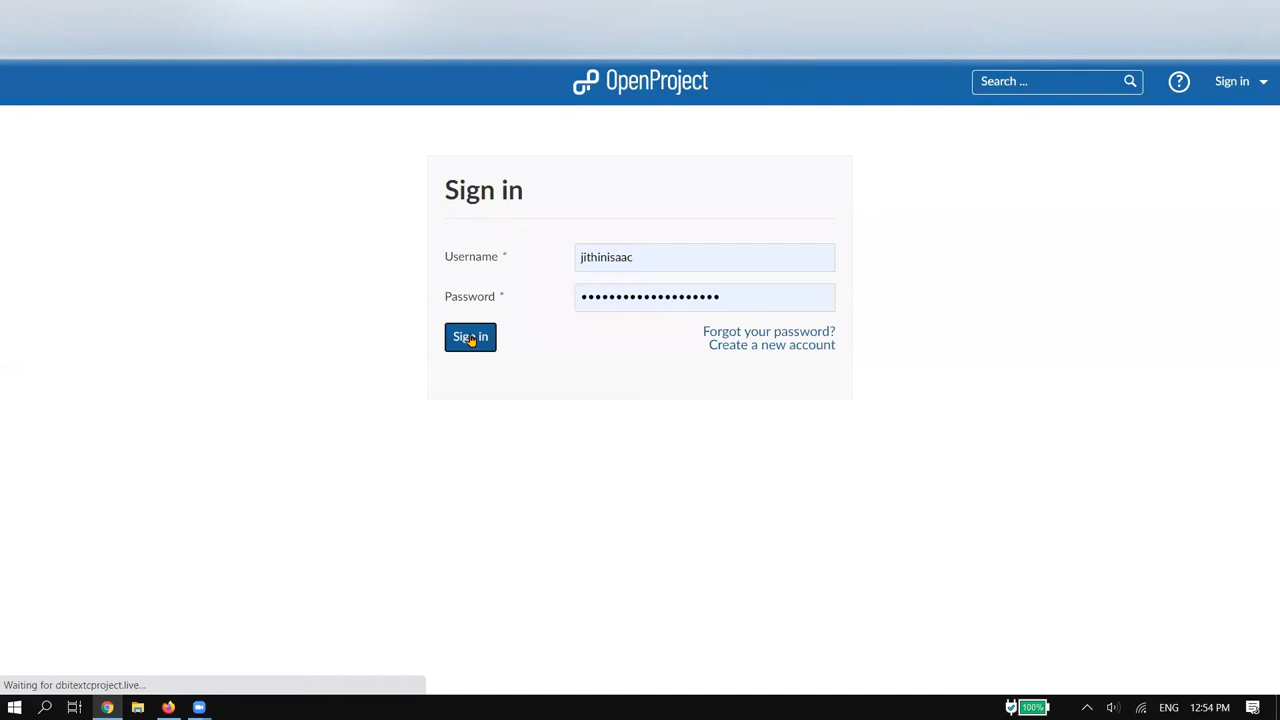 OpenProject
Search ...
?
Sign in
Sign in
Username *
jithinisaac
Password *
••••••••••••••••••••
Sign in
Forgot your password?
Create a new account
Waiting for dbitextcproject.live...
100%
ENG
12:54 PM